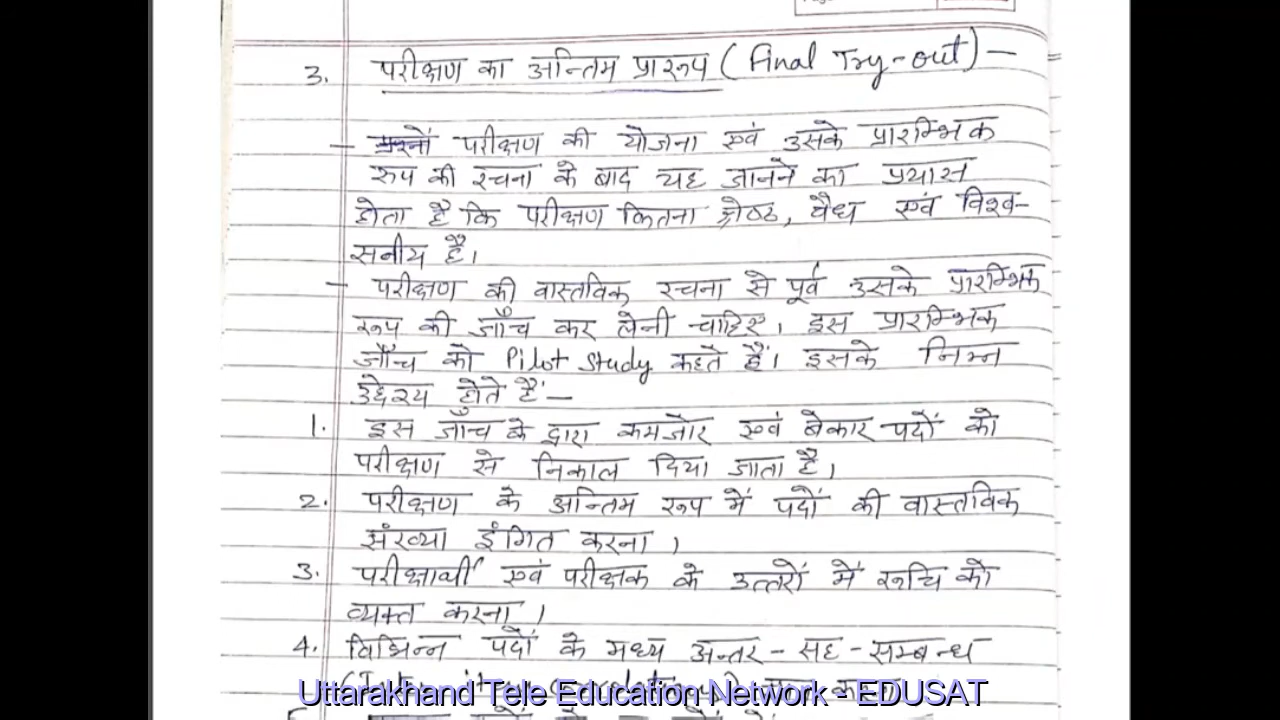 3. परीक्षण का अन्तिम प्रारूप (Final Try-out) —
— परीक्षण की योजना एवं उसके प्रारम्भिक
रूप की रचना के बाद यह जानने का प्रयास
होता है कि परीक्षण कितना श्रेष्ठ, वैध एवं विश्व-
सनीय है।
— परीक्षण की वास्तविक रचना से पूर्व उसके प्रारम्भिक
रूप की जाँच कर लेनी चाहिए। इस प्रारम्भिक
जाँच को Pilot Study कहते हैं। इसके निम्न
उद्देश्य होते हैं —
1. इस जाँच के द्वारा कमजोर एवं बेकार पदों को
परीक्षण से निकाल दिया जाता है।
2. परीक्षण के अन्तिम रूप में पदों की वास्तविक
संख्या इंगित करना।
3. परीक्षार्थी एवं परीक्षक के उत्तरों में रूचि को
व्यक्त करना।
4. विभिन्न पदों के मध्य अन्तर - सह - सम्बन्ध
Uttarakhand Tele Education Network - EDUSAT